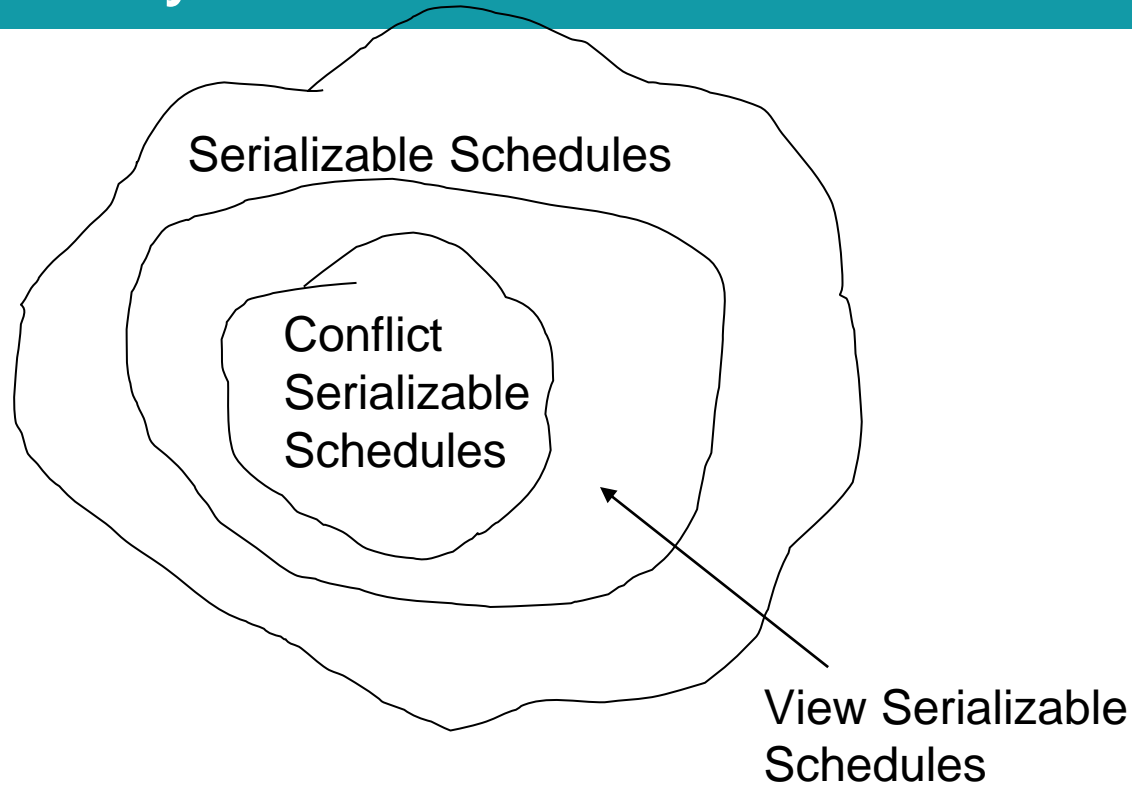 Serializable Schedules
Conflict
Serializable
Schedules
View Serializable
Schedules